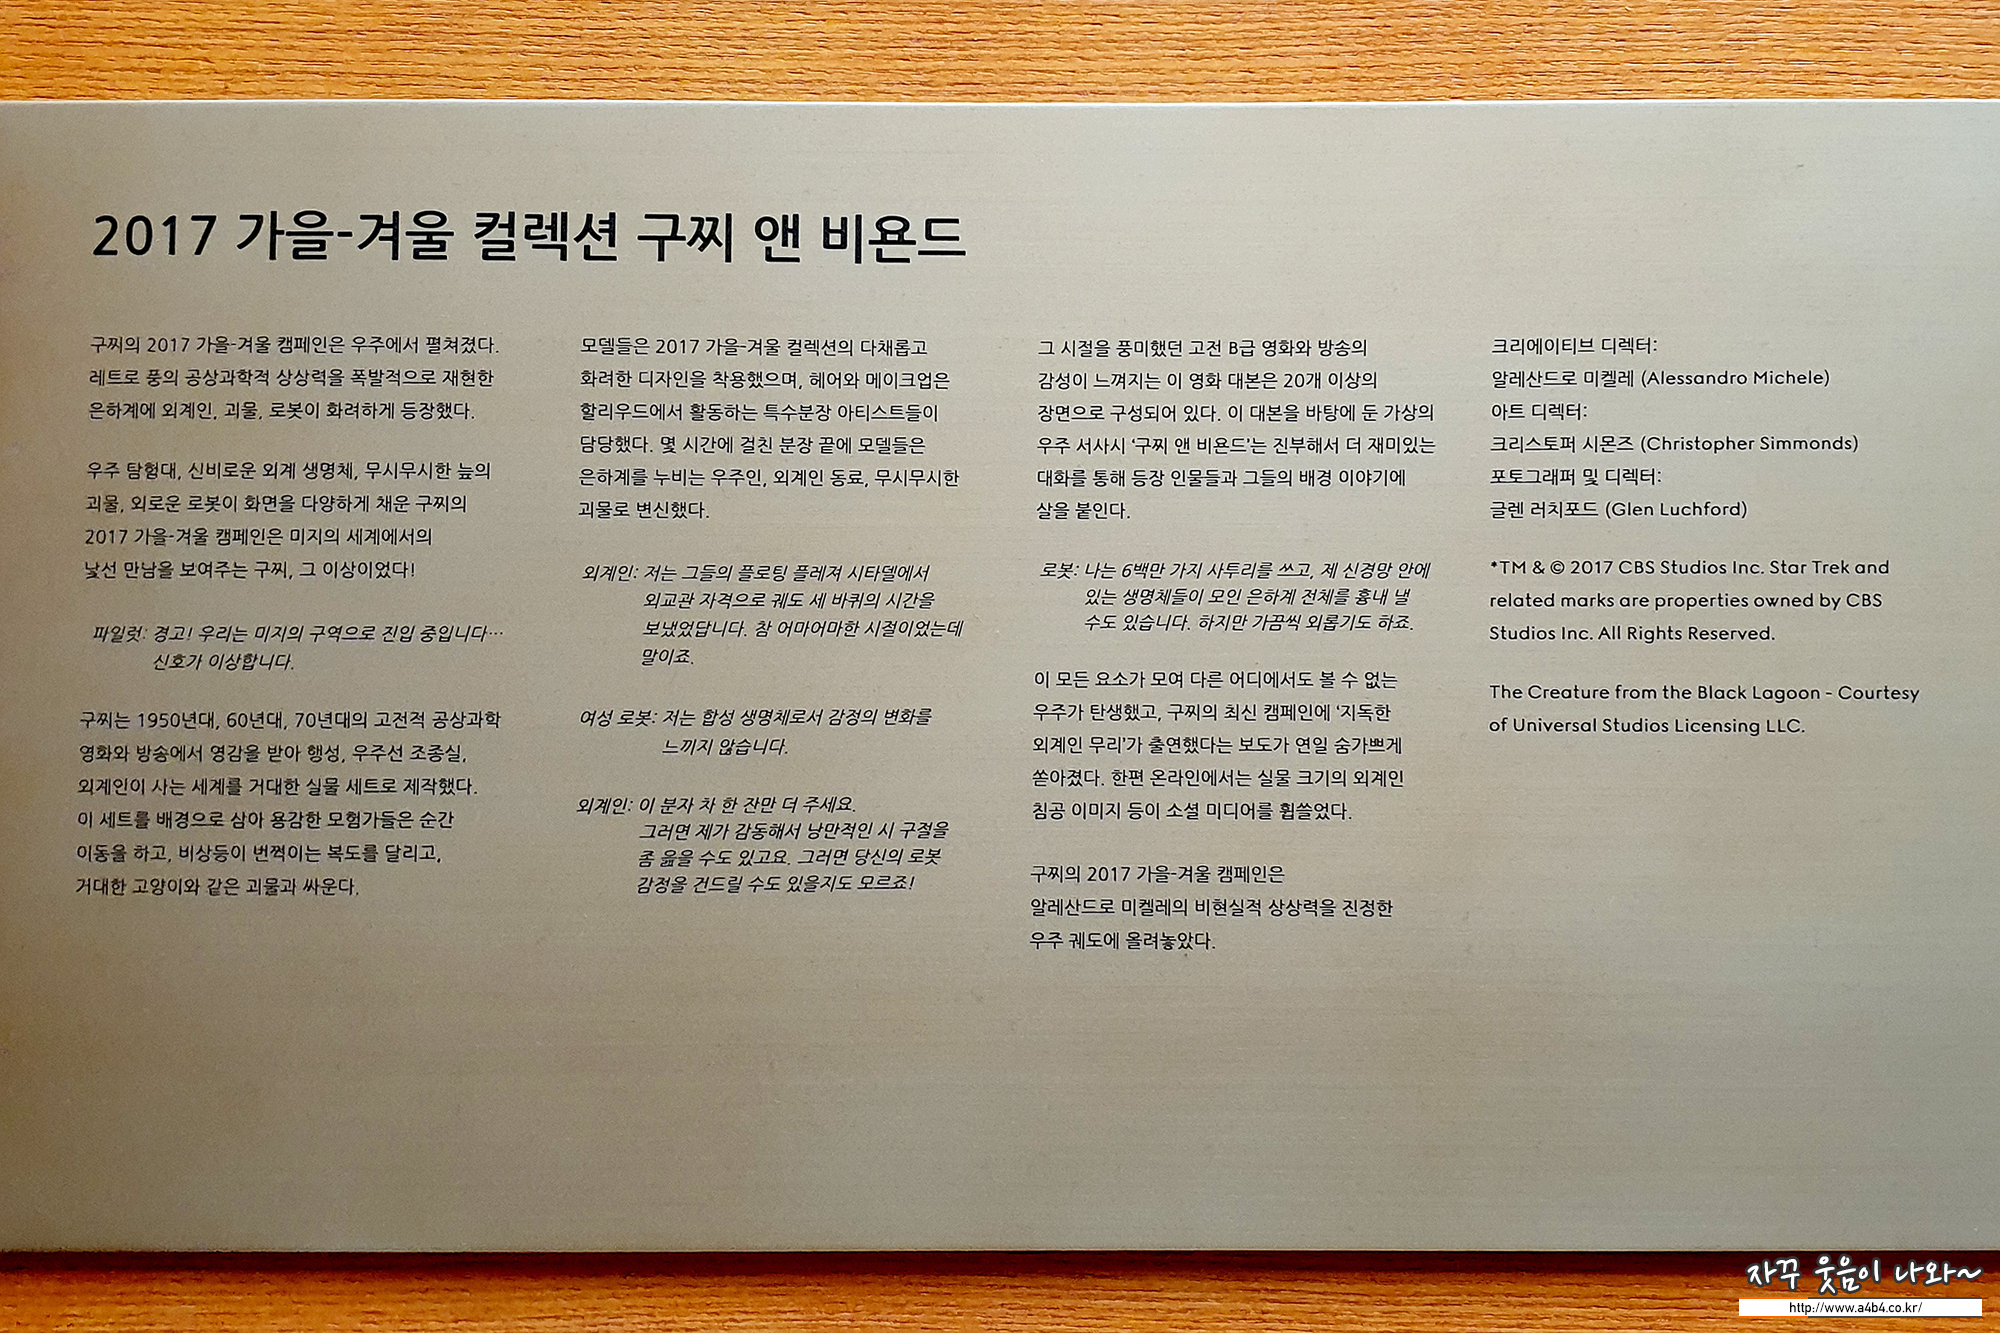 2017 가을-겨울 컬렉션 구찌 앤 비욘드
구찌의 2017 가을-겨울 캠페인은 우주에서 펼쳐졌다.
레트로 풍의 공상과학적 상상력을 폭발적으로 재현한
은하계에 외계인, 괴물, 로봇이 화려하게 등장했다.
우주 탐험대, 신비로운 외계 생명체, 무시무시한 늪의
괴물, 외로운 로봇이 화면을 다양하게 채운 구찌의
2017 가을-겨울 캠페인은 미지의 세계에서의
낯선 만남을 보여주는 구찌, 그 이상이었다!
파일럿: 경고! 우리는 미지의 구역으로 진입 중입니다…
신호가 이상합니다.
구찌는 1950년대, 60년대, 70년대의 고전적 공상과학
영화와 방송에서 영감을 받아 행성, 우주선 조종실,
외계인이 사는 세계를 거대한 실물 세트로 제작했다.
이 세트를 배경으로 삼아 용감한 모험가들은 순간
이동을 하고, 비상등이 번쩍이는 복도를 달리고,
거대한 고양이와 같은 괴물과 싸운다.
모델들은 2017 가을-겨울 컬렉션의 다채롭고
화려한 디자인을 착용했으며, 헤어와 메이크업은
할리우드에서 활동하는 특수분장 아티스트들이
담당했다. 몇 시간에 걸친 분장 끝에 모델들은
은하계를 누비는 우주인, 외계인 동료, 무시무시한
괴물로 변신했다.
외계인: 저는 그들의 플로팅 플레져 시타델에서
외교관 자격으로 궤도 세 바퀴의 시간을
보냈었답니다. 참 어마어마한 시절이었는데
말이죠.
여성 로봇: 저는 합성 생명체로서 감정의 변화를
느끼지 않습니다.
외계인: 이 분자 차 한 잔만 더 주세요.
그러면 제가 감동해서 낭만적인 시 구절을
좀 읊을 수도 있고요. 그러면 당신의 로봇
감정을 건드릴 수도 있을지도 모르죠!
그 시절을 풍미했던 고전 B급 영화와 방송의
감성이 느껴지는 이 영화 대본은 20개 이상의
장면으로 구성되어 있다. 이 대본을 바탕에 둔 가상의
우주 서사시 ‘구찌 앤 비욘드’는 진부해서 더 재미있는
대화를 통해 등장 인물들과 그들의 배경 이야기에
살을 붙인다.
로봇: 나는 6백만 가지 사투리를 쓰고, 제 신경망 안에
있는 생명체들이 모인 은하계 전체를 흉내 낼
수도 있습니다. 하지만 가끔씩 외롭기도 하죠.
이 모든 요소가 모여 다른 어디에서도 볼 수 없는
우주가 탄생했고, 구찌의 최신 캠페인에 ‘지독한
외계인 무리’가 출연했다는 보도가 연일 숨가쁘게
쏟아졌다. 한편 온라인에서는 실물 크기의 외계인
침공 이미지 등이 소셜 미디어를 휩쓸었다.
구찌의 2017 가을-겨울 캠페인은
알레산드로 미켈레의 비현실적 상상력을 진정한
우주 궤도에 올려놓았다.
크리에이티브 디렉터:
알레산드로 미켈레 (Alessandro Michele)
아트 디렉터:
크리스토퍼 시몬즈 (Christopher Simmonds)
포토그래퍼 및 디렉터:
글렌 러치포드 (Glen Luchford)
*TM & © 2017 CBS Studios Inc. Star Trek and
related marks are properties owned by CBS
Studios Inc. All Rights Reserved.
The Creature from the Black Lagoon - Courtesy
of Universal Studios Licensing LLC.
자꾸 웃음이 나와~
http://www.a4b4.co.kr/